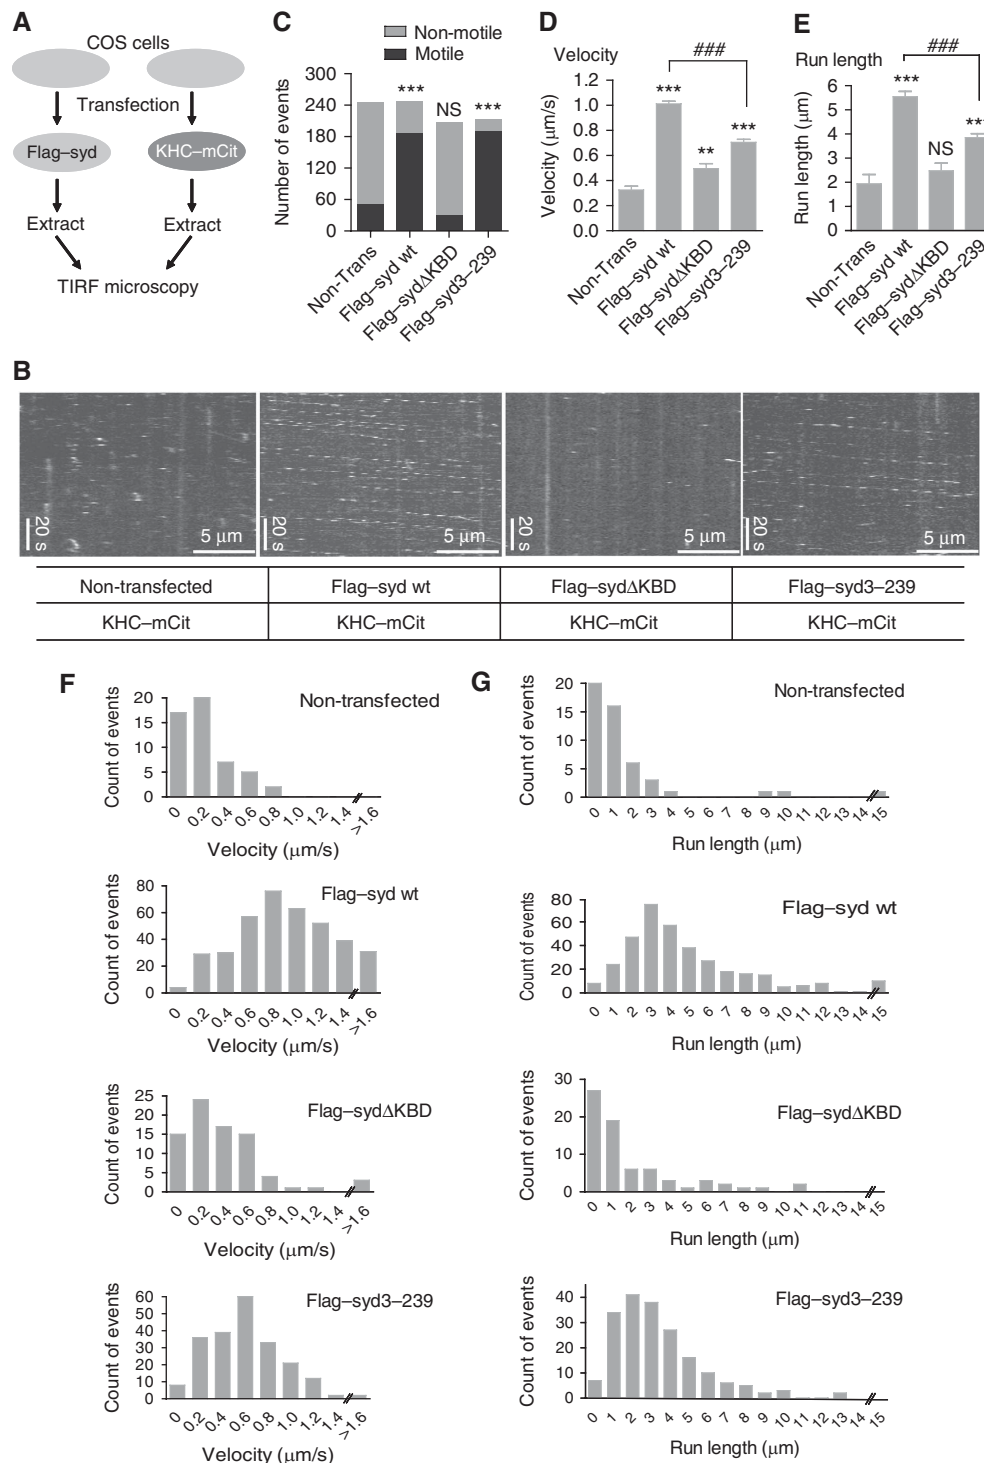 A
COS cells
Transfection
Flag–syd
KHC–mCit
Extract
Extract
TIRF microscopy
C
Non-motile
Motile
Number of events
300
240
180
120
60
0
***
NS
***
Non-Trans
Flag–syd wt
Flag–sydΔKBD
Flag–syd3–239
D
Velocity
###
Velocity (μm/s)
1.2
1.0
0.8
0.6
0.4
0.2
0.0
***
**
***
Non-Trans
Flag–syd wt
Flag–sydΔKBD
Flag–syd3–239
E
Run length
###
Run length (μm)
6
5
4
3
2
1
0
***
NS
***
Non-Trans
Flag–syd wt
Flag–sydΔKBD
Flag–syd3–239
B
20 s
5 μm
20 s
5 μm
20 s
5 μm
20 s
5 μm
Non-transfected Flag–syd wt Flag–sydΔKBD Flag–syd3–239
KHC–mCit KHC–mCit KHC–mCit KHC–mCit
F
Non-transfected
Count of events
20
15
10
5
0
0 0.2 0.4 0.6 0.8 1.0 1.2 1.4 >1.6
Velocity (μm/s)
Flag–syd wt
Count of events
80
60
40
20
0
0 0.2 0.4 0.6 0.8 1.0 1.2 1.4 >1.6
Velocity (μm/s)
Flag–sydΔKBD
Count of events
25
20
15
10
5
0
0 0.2 0.4 0.6 0.8 1.0 1.2 1.4 >1.6
Velocity (μm/s)
Flag–syd3–239
Count of events
60
50
40
30
20
10
0
0 0.2 0.4 0.6 0.8 1.0 1.2 1.4 >1.6
Velocity (μm/s)
G
Non-transfected
Count of events
20
15
10
5
0
0 1 2 3 4 5 6 7 8 9 10 11 12 13 14 15
Run length (μm)
Flag–syd wt
Count of events
80
60
40
20
0
0 1 2 3 4 5 6 7 8 9 10 11 12 13 14 15
Run length (μm)
Flag–sydΔKBD
Count of events
30
20
10
0
0 1 2 3 4 5 6 7 8 9 10 11 12 13 14 15
Run length (μm)
Flag–syd3–239
Count of events
40
30
20
10
0
0 1 2 3 4 5 6 7 8 9 10 11 12 13 14 15
Run length (μm)